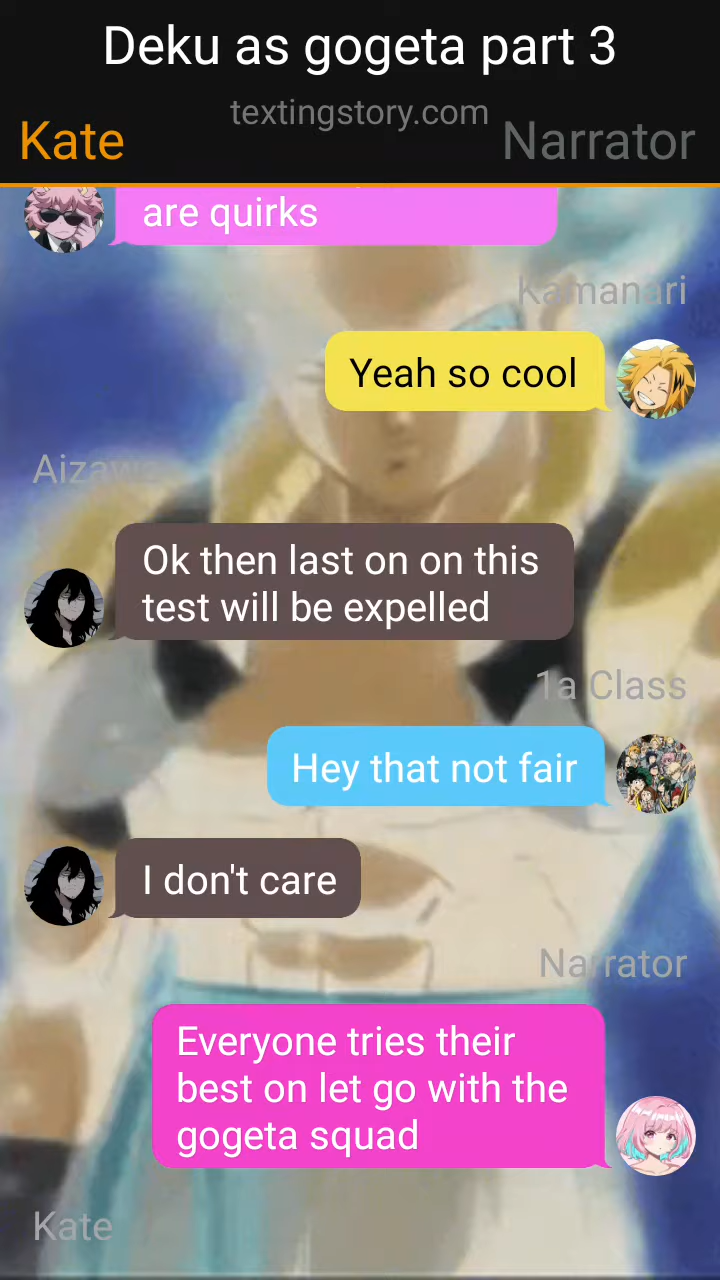 Deku as gogeta part 3
textingstory.com
Kate
Narrator
are quirks
Kamanari
Yeah so cool
Aizawa
Ok then last on on this
test will be expelled
1a Class
Hey that not fair
I don't care
Narrator
Everyone tries their
best on let go with the
gogeta squad
Kate